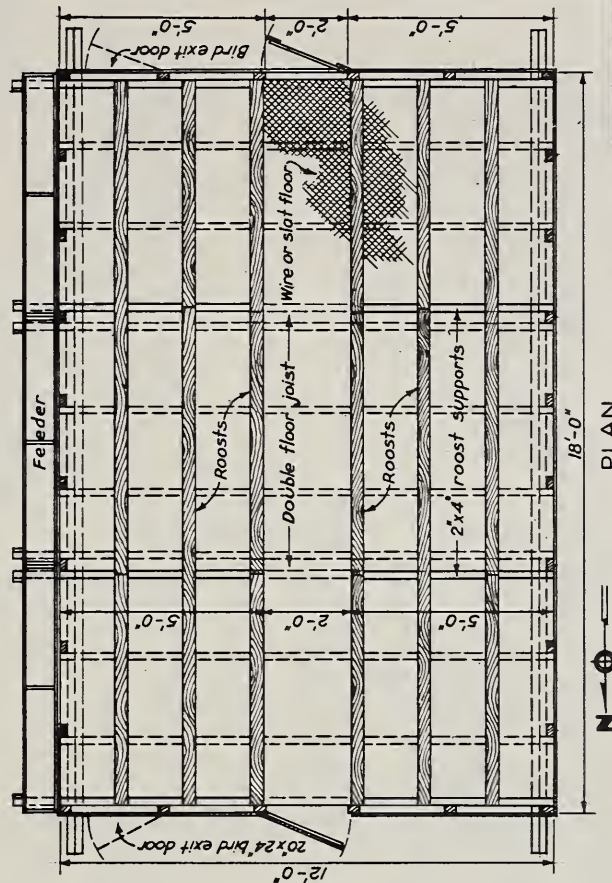 5'-0"
2'-0"
5'-0"
Bird exit door
Feeder
Wire or slat floor
Roosts
Double floor joist
Roosts
2"x4" roost supports
18'-0"
PLAN
5'-0"
2'-0"
5'-0"
N
20"x24" bird exit door
12'-0"